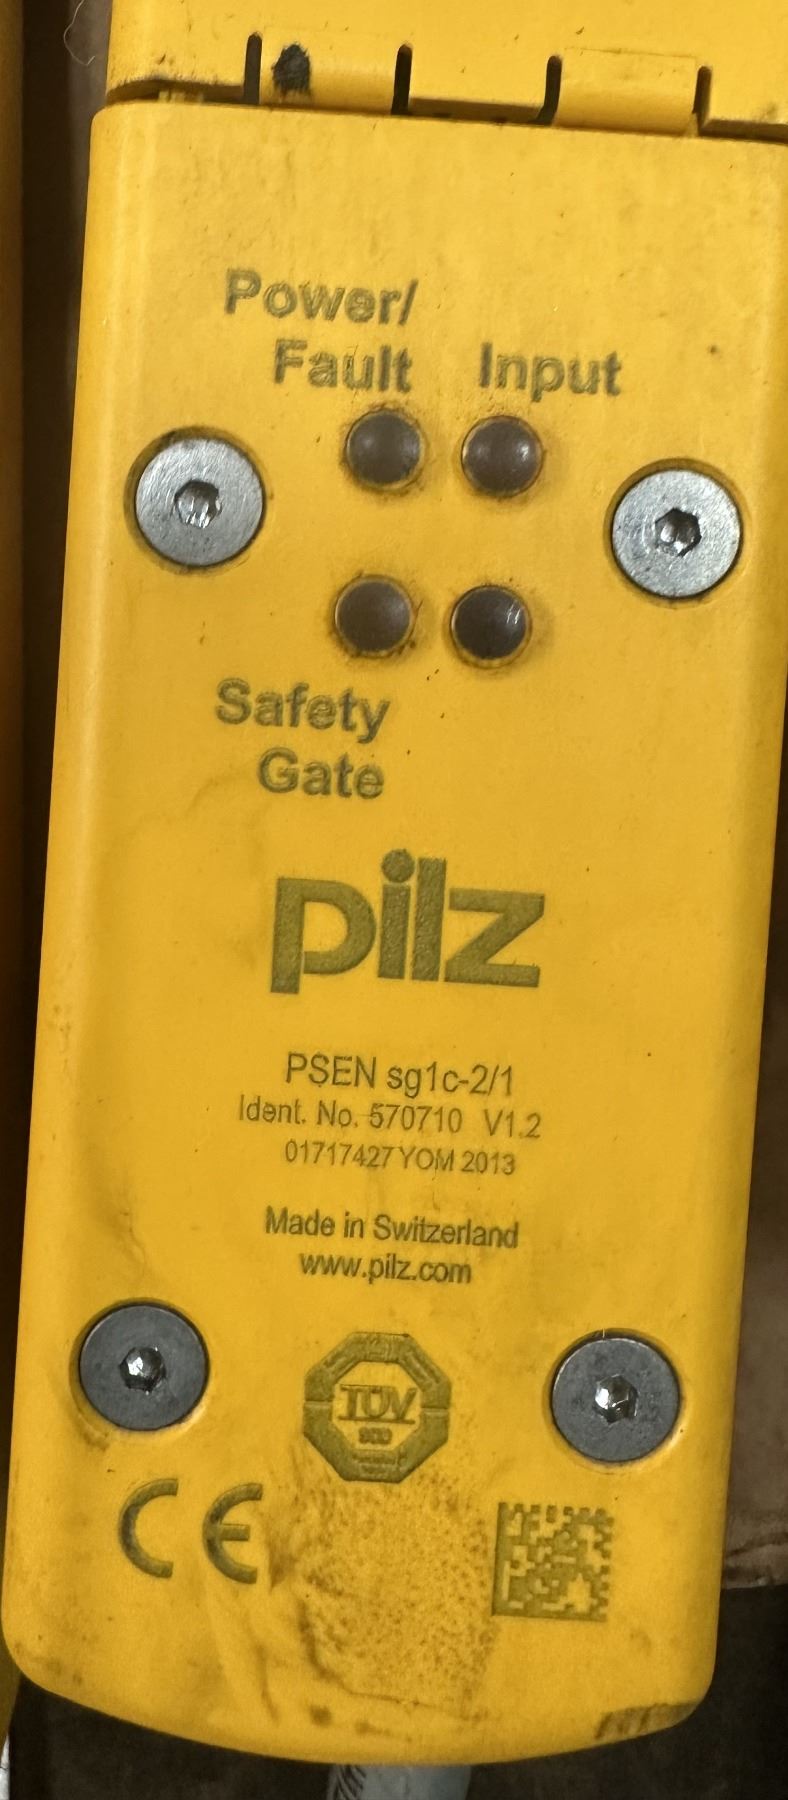 Power/
Fault
Input
Safety
Gate
pilz
PSEN sg1c-2/1
Ident. No. 570710 V1.2
01717427 YOM 2013
Made in Switzerland
www.pilz.com
TÜV
CE